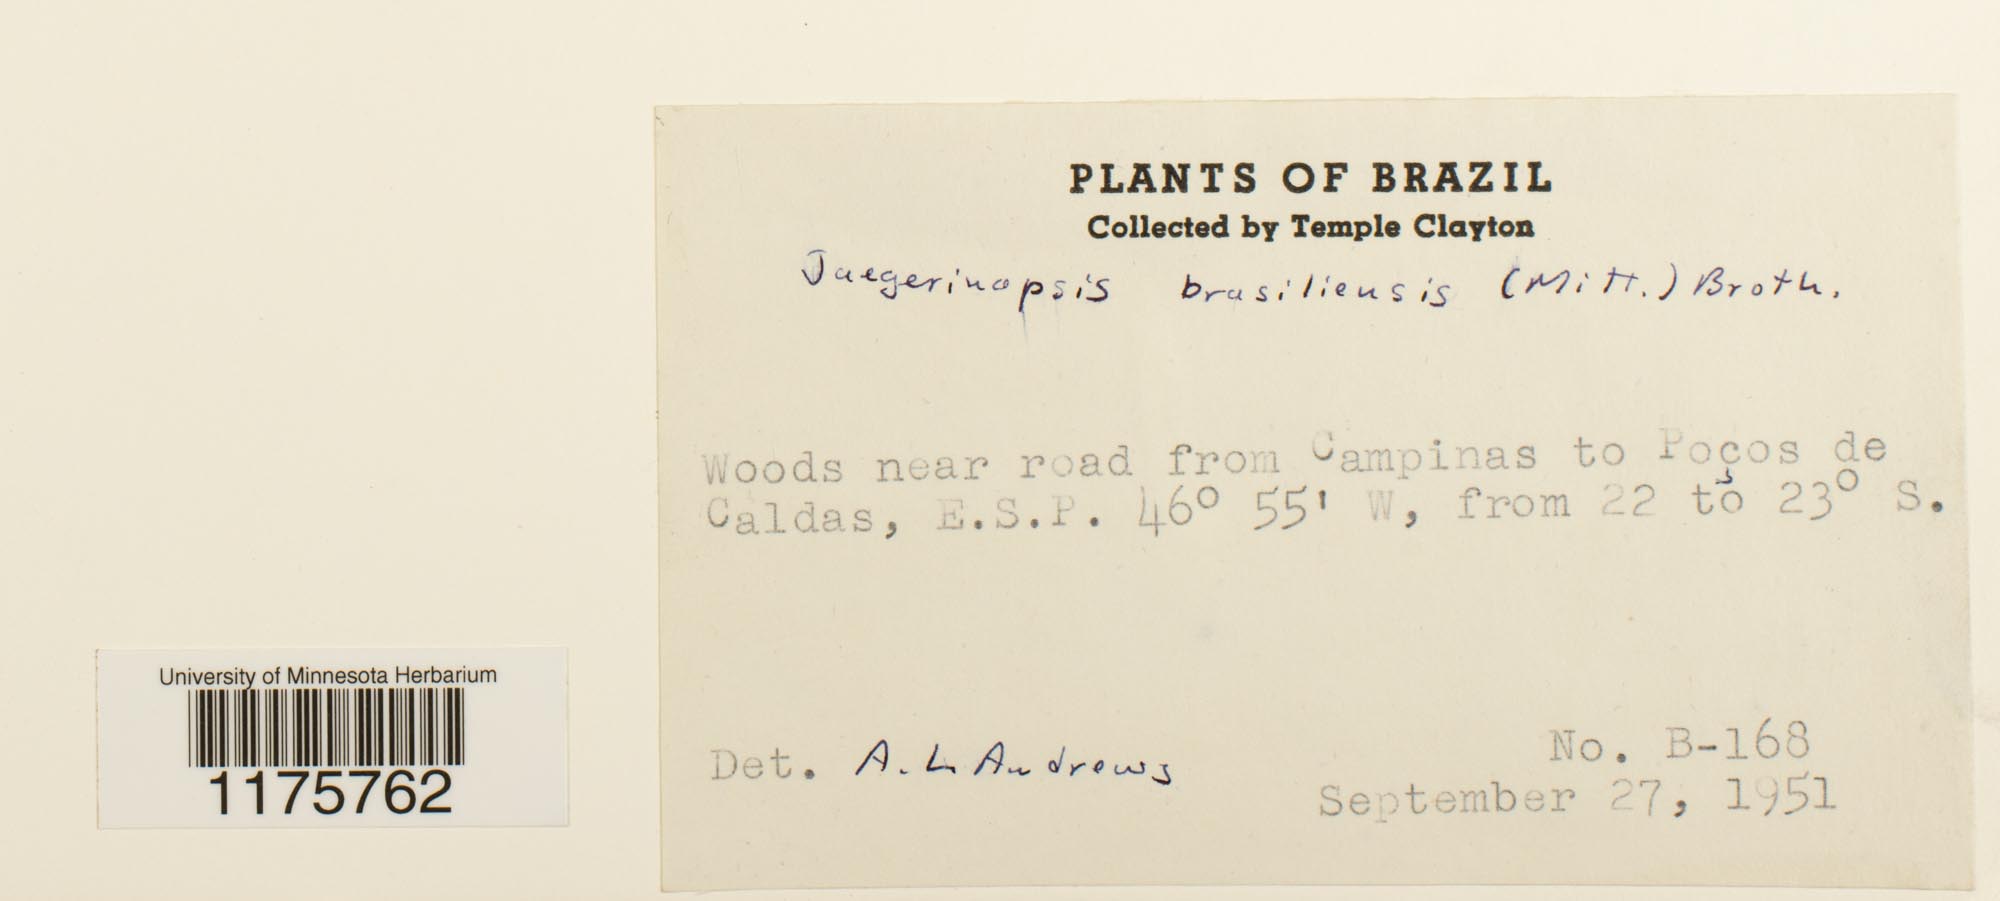 PLANTS OF BRAZIL
Collected by Temple Clayton
Jaegerinopsis brasiliensis (Mitt.) Broth.
Woods near road from Campinas to Poços de
Caldas, E.S.P. 46° 55' W, from 22 to 23° S.
Det. A. L. Andrews
No. B-168
September 27, 1951
University of Minnesota Herbarium
1175762